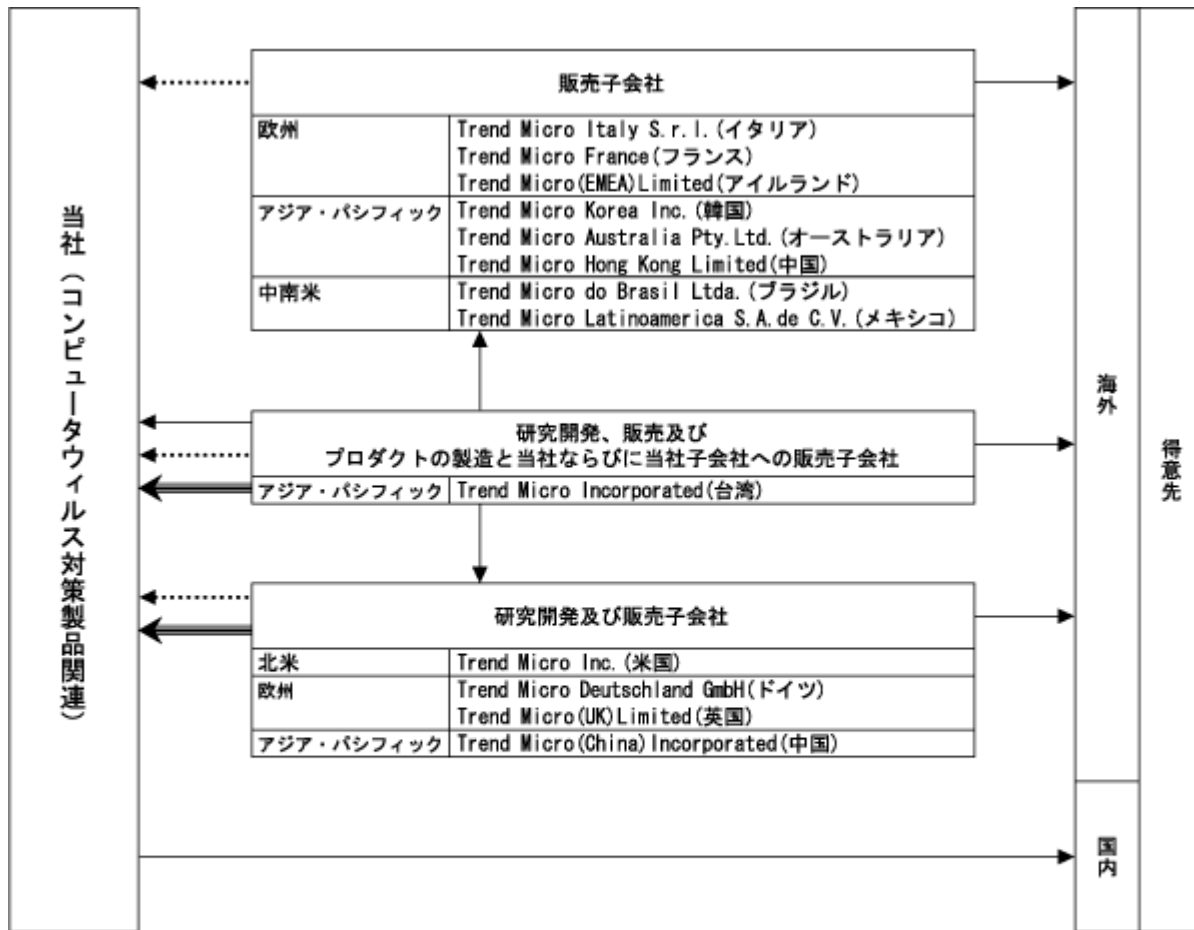 当社（コンピュータウィルス対策製品関連）
販売子会社
欧州
Trend Micro Italy S.r.l.(イタリア)
Trend Micro France(フランス)
Trend Micro(EMEA)Limited(アイルランド)
アジア・パシフィック
Trend Micro Korea Inc.(韓国)
Trend Micro Australia Pty.Ltd.(オーストラリア)
Trend Micro Hong Kong Limited(中国)
中南米
Trend Micro do Brasil Ltda.(ブラジル)
Trend Micro Latinoamerica S.A.de C.V.(メキシコ)
研究開発、販売及び
プロダクトの製造と当社ならびに当社子会社への販売子会社
アジア・パシフィック
Trend Micro Incorporated(台湾)
研究開発及び販売子会社
北米
Trend Micro Inc.(米国)
欧州
Trend Micro Deutschland GmbH(ドイツ)
Trend Micro(UK)Limited(英国)
アジア・パシフィック
Trend Micro(China)Incorporated(中国)
海外
国内
得意先